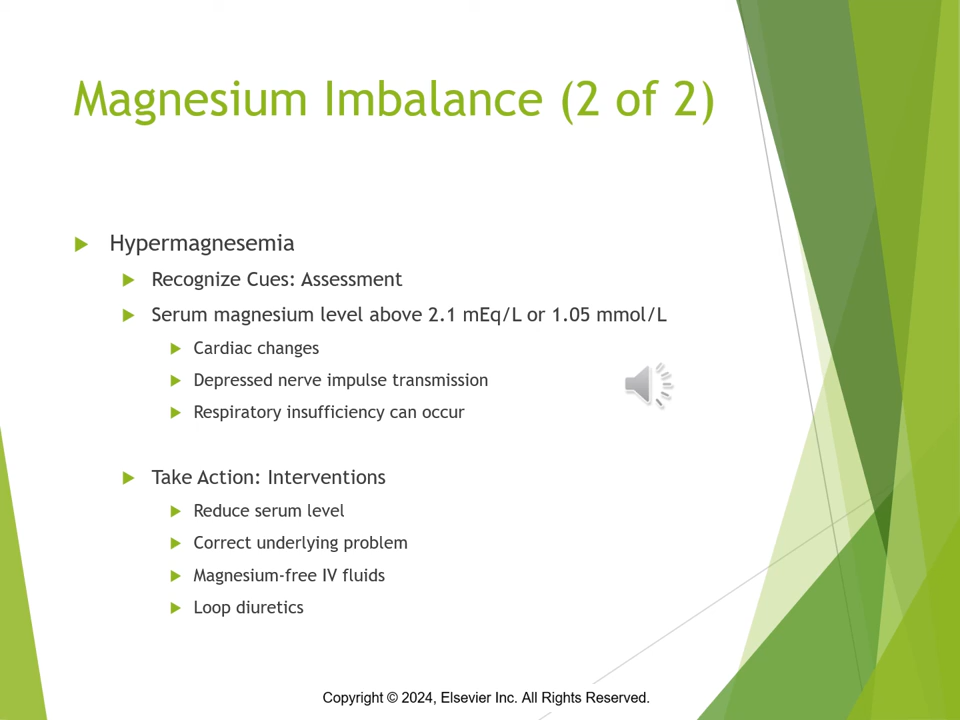 Magnesium Imbalance (2 of 2)
Hypermagnesemia
Recognize Cues: Assessment
Serum magnesium level above 2.1 mEq/L or 1.05 mmol/L
Cardiac changes
Depressed nerve impulse transmission
Respiratory insufficiency can occur
Take Action: Interventions
Reduce serum level
Correct underlying problem
Magnesium-free IV fluids
Loop diuretics
Copyright © 2024, Elsevier Inc. All Rights Reserved.